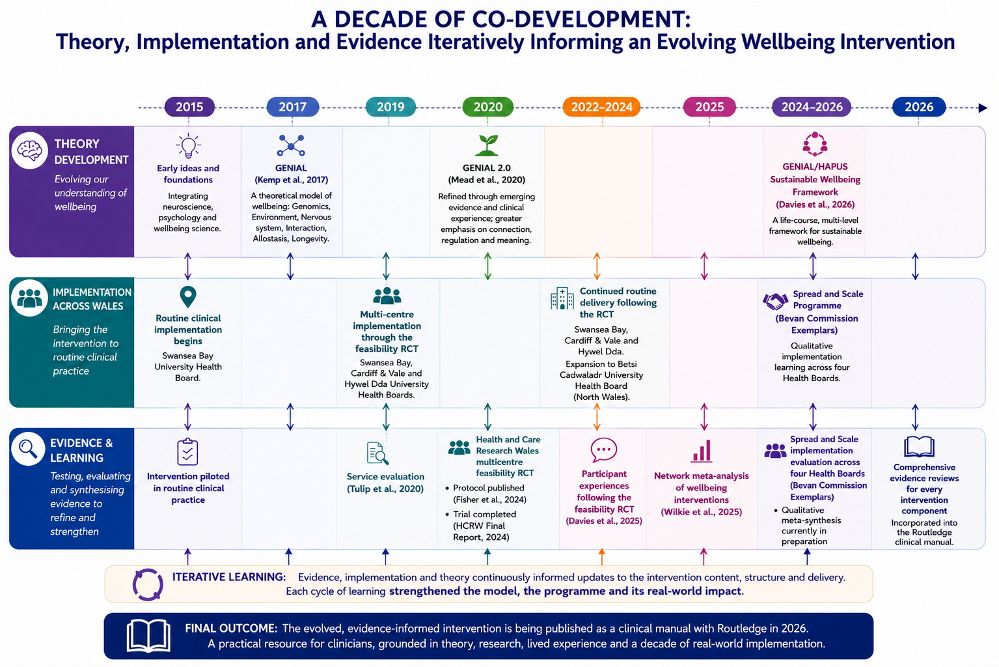 A DECADE OF CO-DEVELOPMENT:
Theory, Implementation and Evidence Iteratively Informing an Evolving Wellbeing Intervention
2015
2017
2019
2020
2022–2024
2025
2024–2026
2026
THEORY
DEVELOPMENT
Evolving our
understanding of
wellbeing
Early ideas and
foundations
Integrating
neuroscience,
psychology and
wellbeing science.
GENIAL
(Kemp et al., 2017)
A theoretical model of
wellbeing: Genomics,
Environment, Nervous
system, Interaction,
Allostasis, Longevity.
GENIAL 2.0
(Mead et al., 2020)
Refined through emerging
evidence and clinical
experience; greater
emphasis on connection,
regulation and meaning.
GENIAL/HAPUS
Sustainable Wellbeing
Framework
(Davies et al., 2026)
A life-course, multi-level
framework for sustainable
wellbeing.
IMPLEMENTATION
ACROSS WALES
Bringing the
intervention to
routine clinical
practice
Routine clinical
implementation
begins
Swansea Bay
University Health
Board.
Multi-centre
implementation
through the
feasibility RCT
Swansea Bay,
Cardiff & Vale and
Hywel Dda University
Health Boards.
Continued routine
delivery following
the RCT
Swansea Bay,
Cardiff & Vale and
Hywel Dda.
Expansion to Betsi
Cadwaladr University
Health Board
(North Wales).
Spread and Scale
Programme
(Bevan Commission
Exemplars)
Qualitative
implementation
learning across four
Health Boards.
EVIDENCE &
LEARNING
Testing, evaluating
and synthesising
evidence to
refine and
strengthen
Intervention piloted
in routine clinical
practice
Service evaluation
(Tulip et al., 2020)
Health and Care
Research Wales
multicentre
feasibility RCT
• Protocol published
(Fisher et al., 2024)
• Trial completed
(HCRW Final
Report, 2024)
Participant
experiences
following the
feasibility RCT
(Davies et al., 2025)
Network meta-analysis
of wellbeing
interventions
(Wilkie et al., 2025)
Spread and Scale
implementation
evaluation across
four Health Boards
(Bevan Commission
Exemplars)
• Qualitative
meta-synthesis
currently in
preparation
Comprehensive
evidence reviews
for every
intervention
component
Incorporated into
the Routledge
clinical manual.
ITERATIVE LEARNING: Evidence, implementation and theory continuously informed updates to the intervention content, structure and delivery.
Each cycle of learning strengthened the model, the programme and its real-world impact.
FINAL OUTCOME: The evolved, evidence-informed intervention is being published as a clinical manual with Routledge in 2026.
A practical resource for clinicians, grounded in theory, research, lived experience and a decade of real-world implementation.